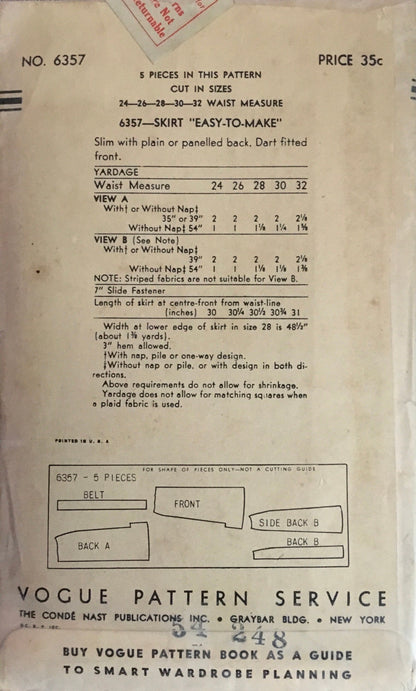 Not
Returnable
NO. 6357 PRICE 35c
5 PIECES IN THIS PATTERN
CUT IN SIZES
24—26—28—30—32 WAIST MEASURE
6357—SKIRT "EASY-TO-MAKE"
Slim with plain or panelled back. Dart fitted
front.
YARDAGE
Waist Measure 24 26 28 30 32
VIEW A
With† or Without Nap‡
35" or 39" 2 2 2 2 2⅛
Without Nap‡ 54" 1 1 1⅛ 1¼ 1⅜
VIEW B (See Note)
With† or Without Nap‡
39" 2 2 2 2 2⅛
Without Nap‡ 54" 1 1 1⅛ 1⅛ 1⅜
NOTE: Striped fabrics are not suitable for View B.
7" Slide Fastener
Length of skirt at centre-front from waist-line
(inches) 30 30¼ 30½ 30¾ 31
Width at lower edge of skirt in size 28 is 48½"
(about 1⅜ yards).
3" hem allowed.
†With nap, pile or one-way design.
‡Without nap or pile, or with design in both di-
rections.
Above requirements do not allow for shrinkage.
Yardage does not allow for matching squares when
a plaid fabric is used.
PRINTED IN U. S. A.
FOR SHAPE OF PIECES ONLY—NOT A CUTTING GUIDE
6357 - 5 PIECES
BELT
FRONT
SIDE BACK B
BACK A
BACK B
VOGUE PATTERN SERVICE
THE CONDÉ NAST PUBLICATIONS INC. • GRAYBAR BLDG. • NEW YORK
54 248
BUY VOGUE PATTERN BOOK AS A GUIDE
TO SMART WARDROBE PLANNING